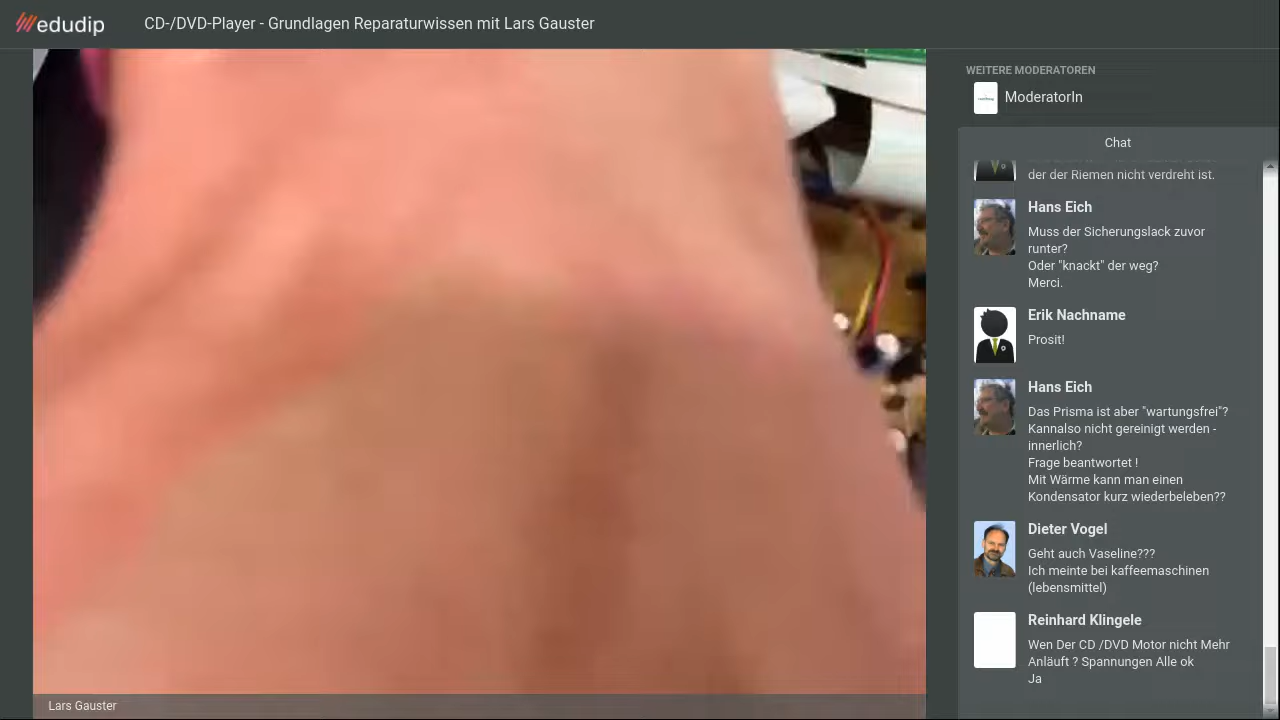 edudip
CD-/DVD-Player - Grundlagen Reparaturwissen mit Lars Gauster
WEITERE MODERATOREN
ModeratorIn
Chat
der der Riemen nicht verdreht ist.
Hans Eich
Muss der Sicherungslack zuvor
runter?
Oder "knackt" der weg?
Merci.
Erik Nachname
Prosit!
Hans Eich
Das Prisma ist aber "wartungsfrei"?
Kannalso nicht gereinigt werden -
innerlich?
Frage beantwortet !
Mit Wärme kann man einen
Kondensator kurz wiederbeleben??
Dieter Vogel
Geht auch Vaseline???
Ich meinte bei kaffeemaschinen
(lebensmittel)
Reinhard Klingele
Wen Der CD /DVD Motor nicht Mehr
Anläuft ? Spannungen Alle ok
Ja
Lars Gauster